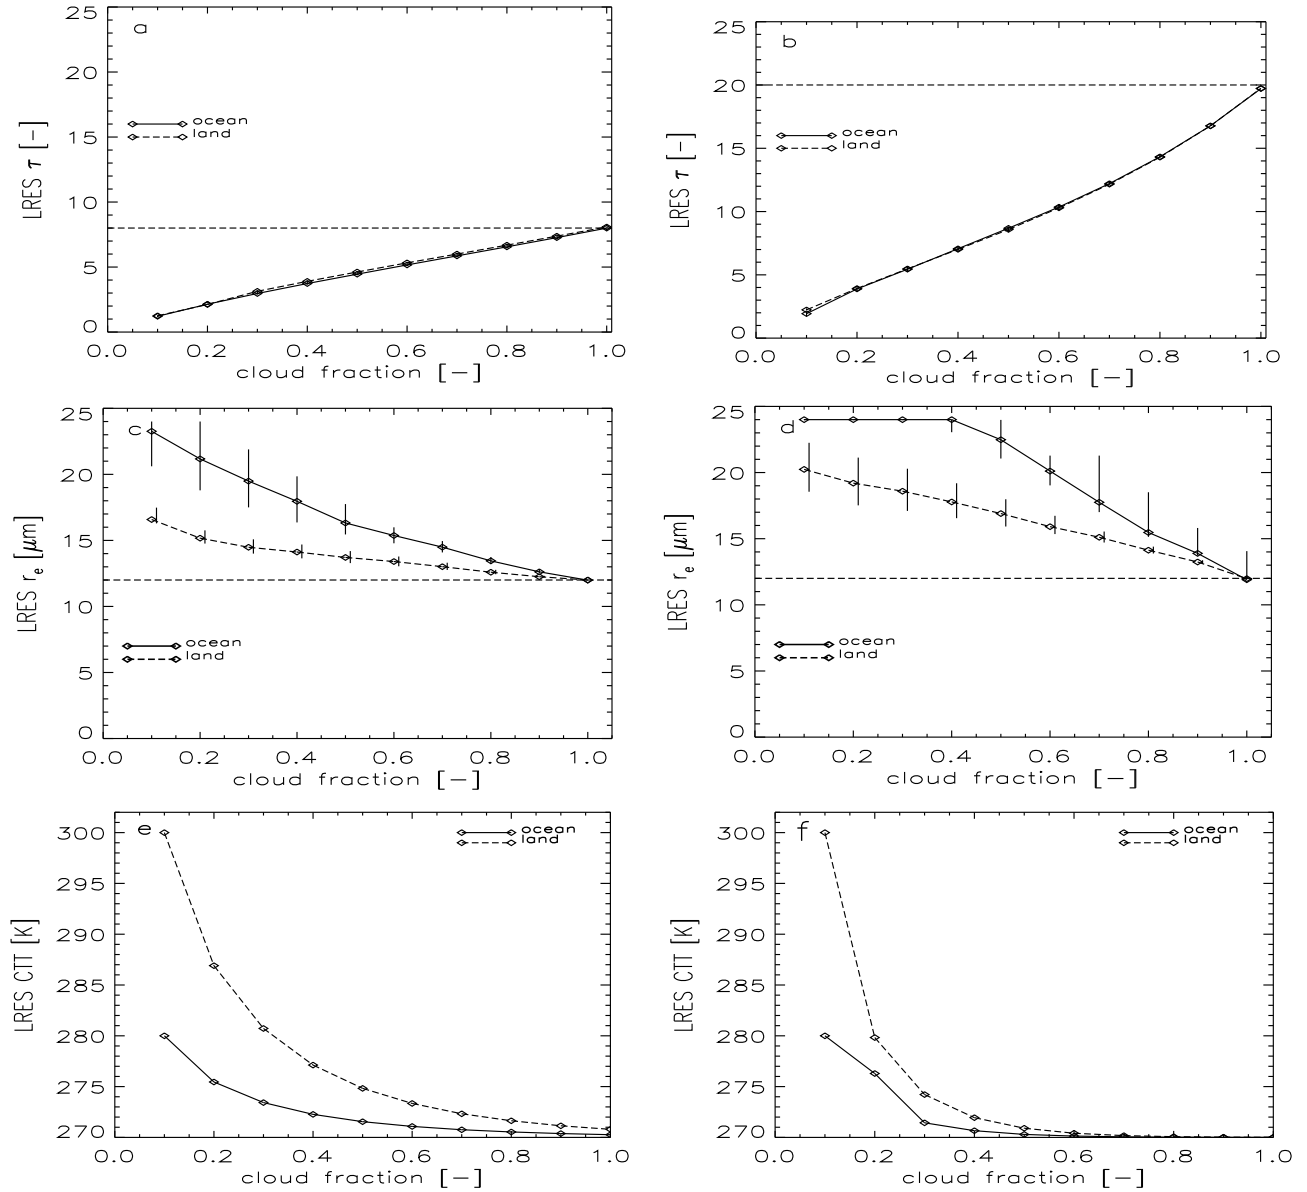 a
25
20
15
10
5
0
LRES τ [-]
ocean
land
0.0 0.2 0.4 0.6 0.8 1.0
cloud fraction [-]
b
25
20
15
10
5
0
LRES τ [-]
ocean
land
0.0 0.2 0.4 0.6 0.8 1.0
cloud fraction [-]
c
25
20
15
10
5
0
LRES re [μm]
ocean
land
0.0 0.2 0.4 0.6 0.8 1.0
cloud fraction [-]
d
25
20
15
10
5
0
LRES re [μm]
ocean
land
0.0 0.2 0.4 0.6 0.8 1.0
cloud fraction [-]
e
300
295
290
285
280
275
270
LRES CTT [K]
ocean
land
0.0 0.2 0.4 0.6 0.8 1.0
cloud fraction [-]
f
300
295
290
285
280
275
270
LRES CTT [K]
ocean
land
0.0 0.2 0.4 0.6 0.8 1.0
cloud fraction [-]